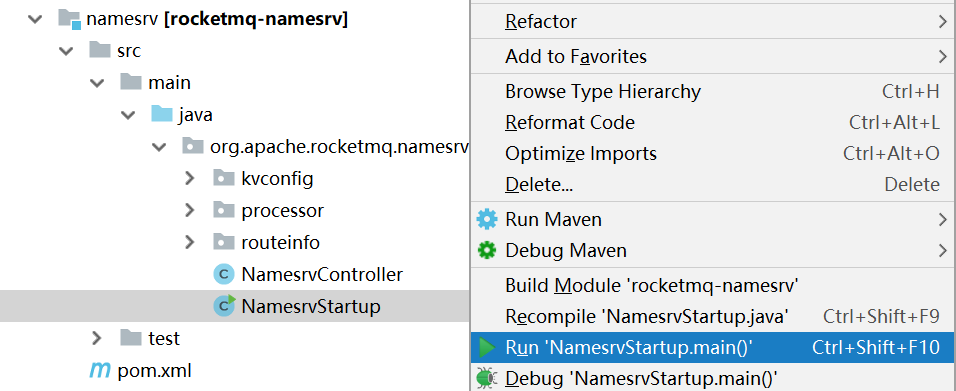 namesrv [rocketmq-namesrv]
src
main
java
org.apache.rocketmq.namesrv
kvconfig
processor
routeinfo
C NamesrvController
C NamesrvStartup
test
m pom.xml
Refactor
Add to Favorites
Browse Type Hierarchy Ctrl+H
Reformat Code Ctrl+Alt+L
Optimize Imports Ctrl+Alt+O
Delete... Delete
Run Maven
Debug Maven
Build Module 'rocketmq-namesrv'
Recompile 'NamesrvStartup.java' Ctrl+Shift+F9
Run 'NamesrvStartup.main()' Ctrl+Shift+F10
Debug 'NamesrvStartup.main()'